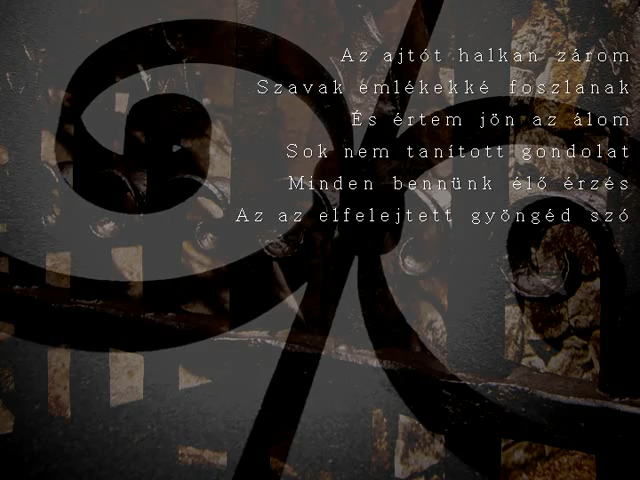 Az ajtót halkan zárom
Szavak emlékekké foszlanak
És értem jön az álom
Sok nem tanított gondolat
Minden bennünk élő érzés
Az az elfelejtett gyöngéd szó